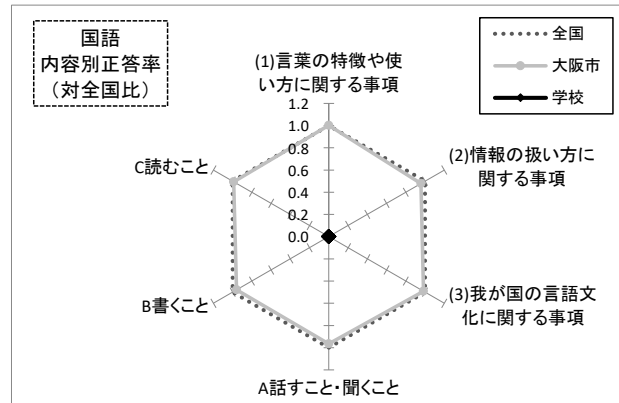 国語
内容別正答率
（対全国比）
全国
大阪市
学校
(1)言葉の特徴や使
い方に関する事項
(2)情報の扱い方に
関する事項
(3)我が国の言語文
化に関する事項
A話すこと・聞くこと
B書くこと
C読むこと
1.2
1.0
0.8
0.6
0.4
0.2
0.0